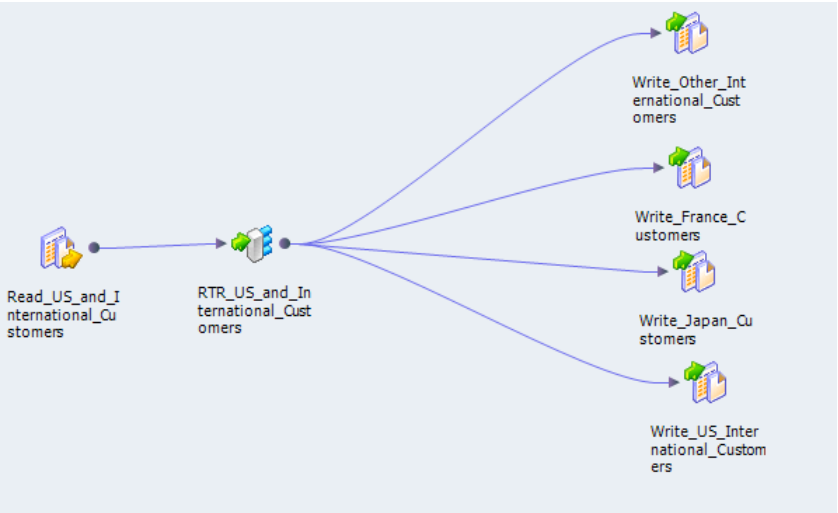 Write_Other_Int
ernational_Cust
omers
Write_France_C
ustomers
Read_US_and_I
nternational_Cu
stomers
RTR_US_and_In
ternational_Cust
omers
Write_Japan_Cu
stomers
Write_US_Inter
national_Custom
ers